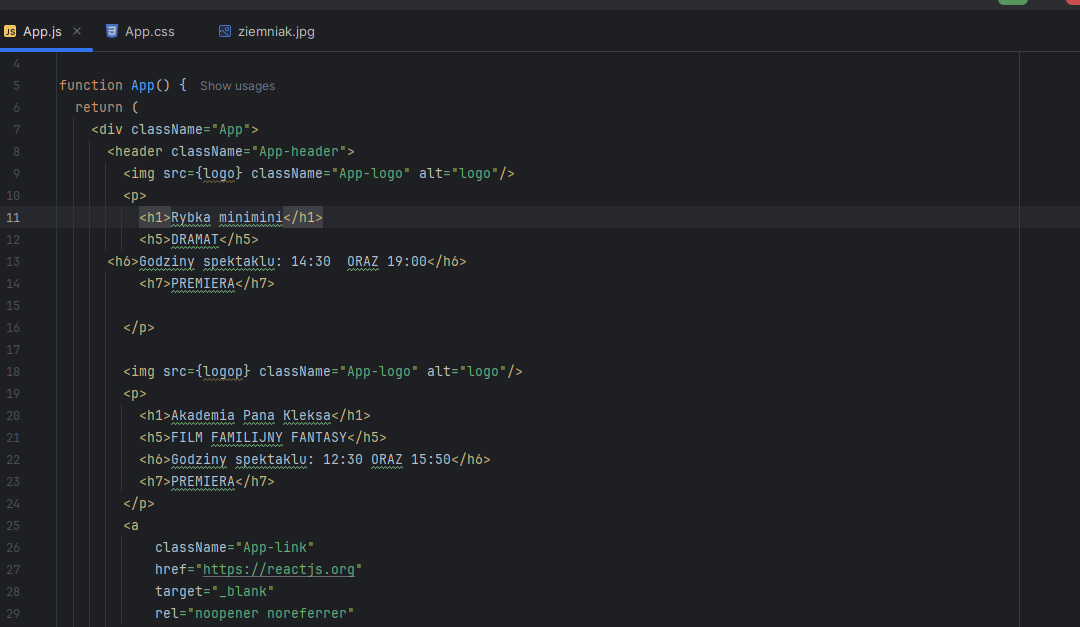 App.js × App.css ziemniak.jpg
4
5 function App() { Show usages
6 return (
7 <div className="App">
8 <header className="App-header">
9 <img src={logo} className="App-logo" alt="logo"/>
10 <p>
11 <h1>Rybka minimini</h1>
12 <h5>DRAMAT</h5>
13 <h6>Godziny spektaklu: 14:30  ORAZ 19:00</h6>
14 <h7>PREMIERA</h7>
15
16 </p>
17
18 <img src={logop} className="App-logo" alt="logo"/>
19 <p>
20 <h1>Akademia Pana Kleksa</h1>
21 <h5>FILM FAMILIJNY FANTASY</h5>
22 <h6>Godziny spektaklu: 12:30 ORAZ 15:50</h6>
23 <h7>PREMIERA</h7>
24 </p>
25 <a
26 className="App-link"
27 href="https://reactjs.org"
28 target="_blank"
29 rel="noopener noreferrer"